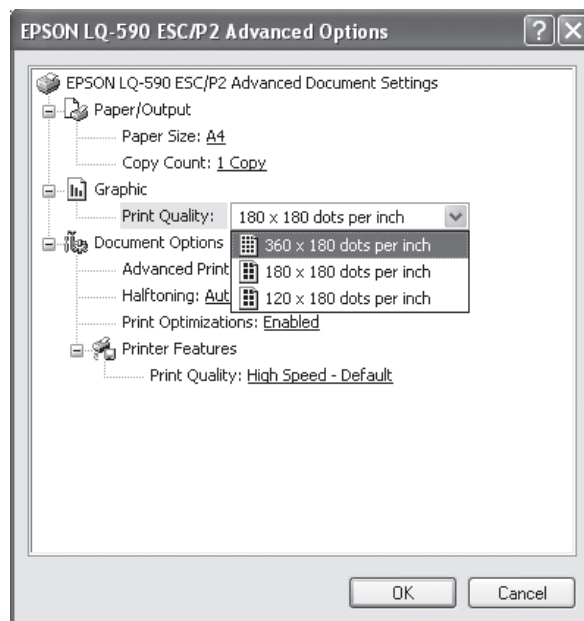 EPSON LQ-590 ESC/P2 Advanced Options
EPSON LQ-590 ESC/P2 Advanced Document Settings
Paper/Output
Paper Size: A4
Copy Count: 1 Copy
Graphic
Print Quality: 180 x 180 dots per inch
360 x 180 dots per inch
Document Options
Advanced Print
180 x 180 dots per inch
Halftoning: Aut
120 x 180 dots per inch
Print Optimizations: Enabled
Printer Features
Print Quality: High Speed - Default
OK Cancel